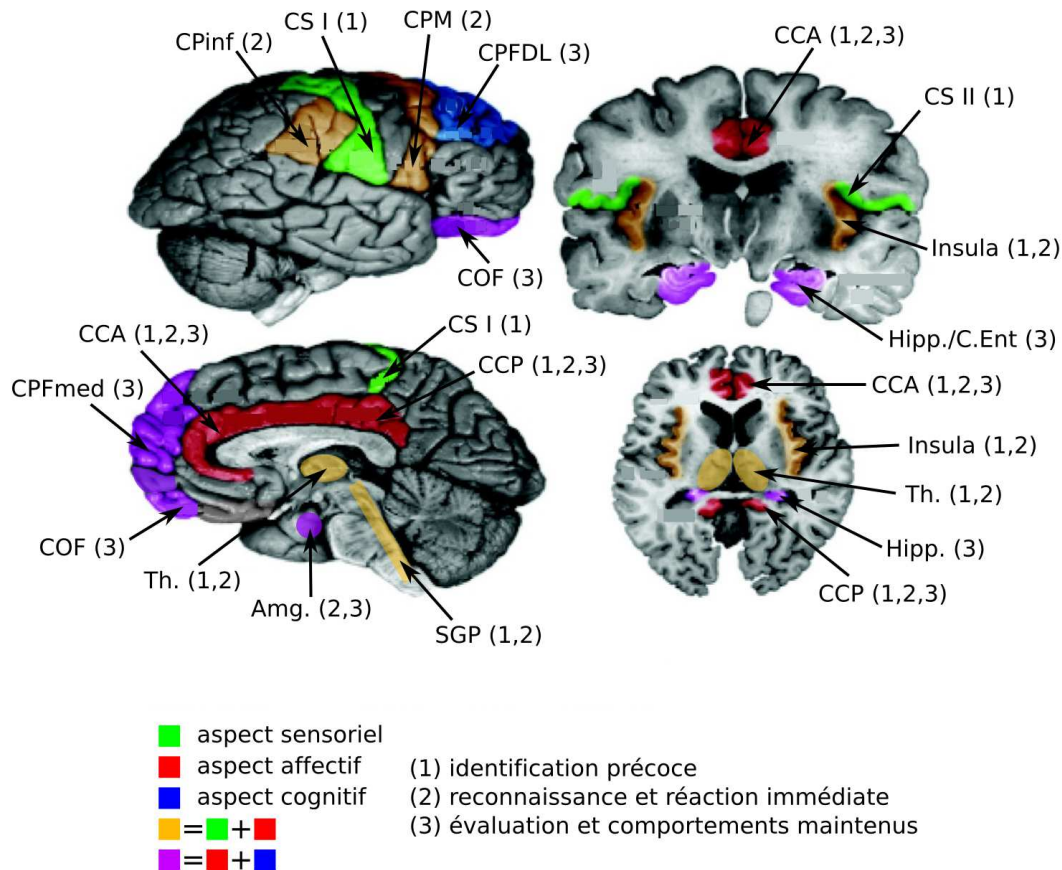 CS I (1)
CPM (2)
CPinf (2)
CPFDL (3)
COF (3)
CCA (1,2,3)
CS II (1)
Insula (1,2)
Hipp./C.Ent (3)
CCA (1,2,3)
CS I (1)
CCP (1,2,3)
CPFmed (3)
COF (3)
Th. (1,2)
Amg. (2,3)
SGP (1,2)
CCA (1,2,3)
Insula (1,2)
Th. (1,2)
Hipp. (3)
CCP (1,2,3)
aspect sensoriel
aspect affectif
aspect cognitif
= +
= +
(1) identification précoce
(2) reconnaissance et réaction immédiate
(3) évaluation et comportements maintenus